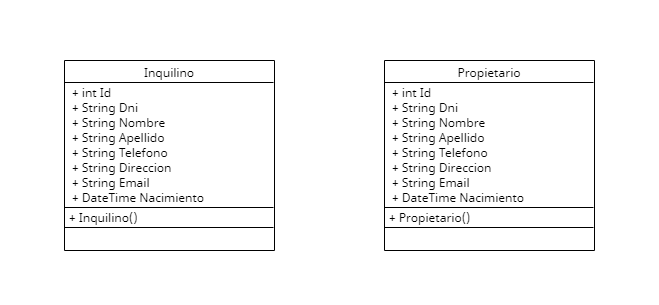 Inquilino
+ int Id
+ String Dni
+ String Nombre
+ String Apellido
+ String Telefono
+ String Direccion
+ String Email
+ DateTime Nacimiento
+ Inquilino()
Propietario
+ int Id
+ String Dni
+ String Nombre
+ String Apellido
+ String Telefono
+ String Direccion
+ String Email
+ DateTime Nacimiento
+ Propietario()